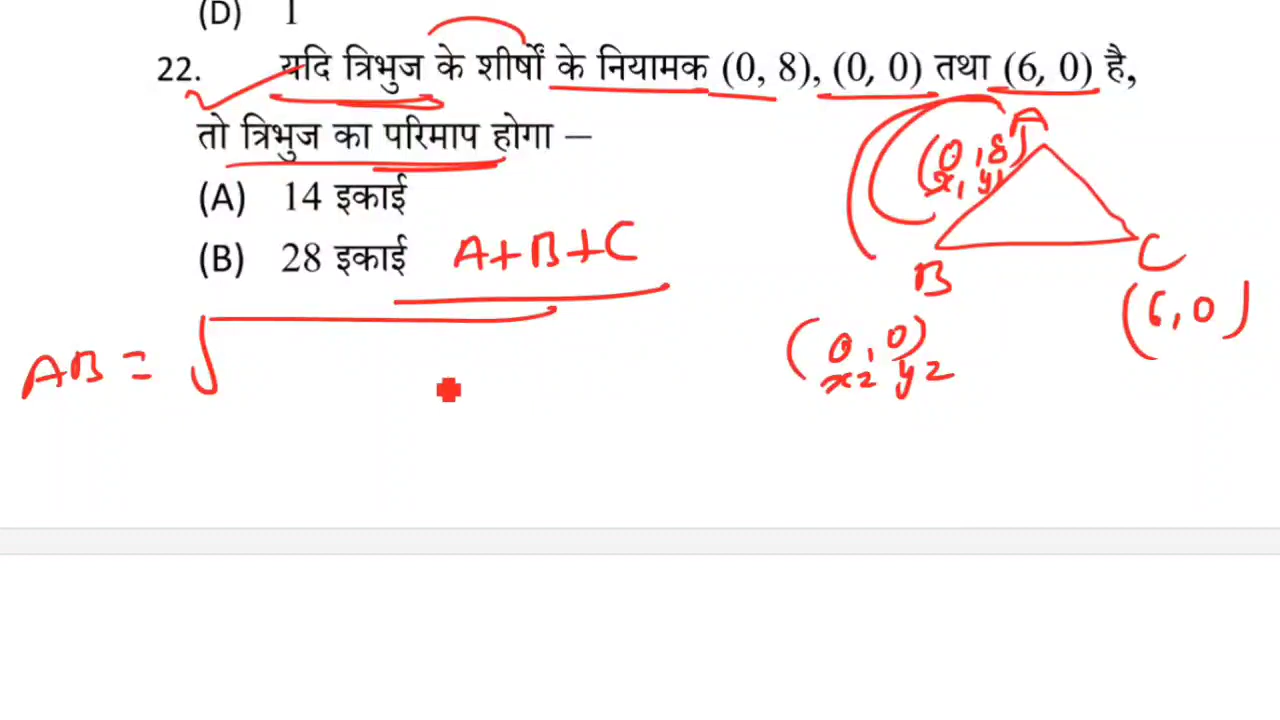 (D) 1
22. यदि त्रिभुज के शीर्षों के नियामक (0, 8), (0, 0) तथा (6, 0) है,
तो त्रिभुज का परिमाप होगा –
(A) 14 इकाई
(B) 28 इकाई
A+B+C
AB = √
A
(0, 8)
x1 y1
B
(0, 0)
x2 y2
C
(6, 0)